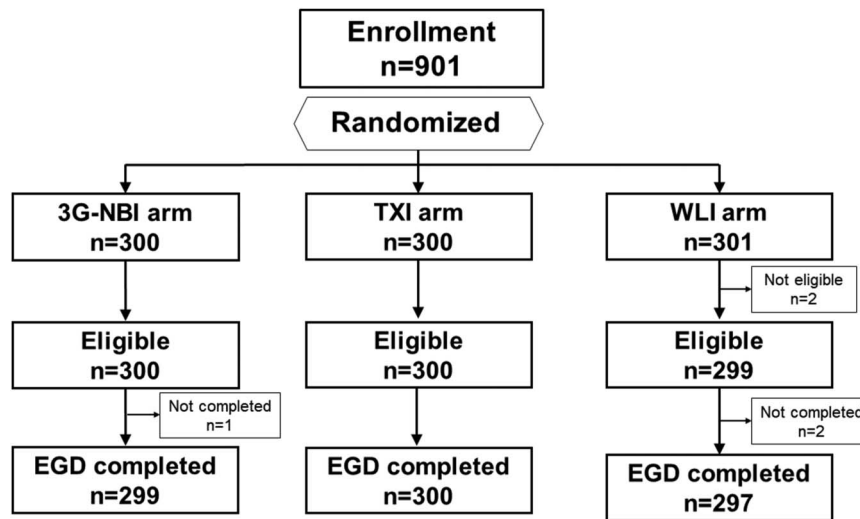 Enrollment
n=901
Randomized
3G-NBI arm
n=300
TXI arm
n=300
WLI arm
n=301
Not eligible
n=2
Eligible
n=300
Eligible
n=300
Eligible
n=299
Not completed
n=1
Not completed
n=2
EGD completed
n=299
EGD completed
n=300
EGD completed
n=297